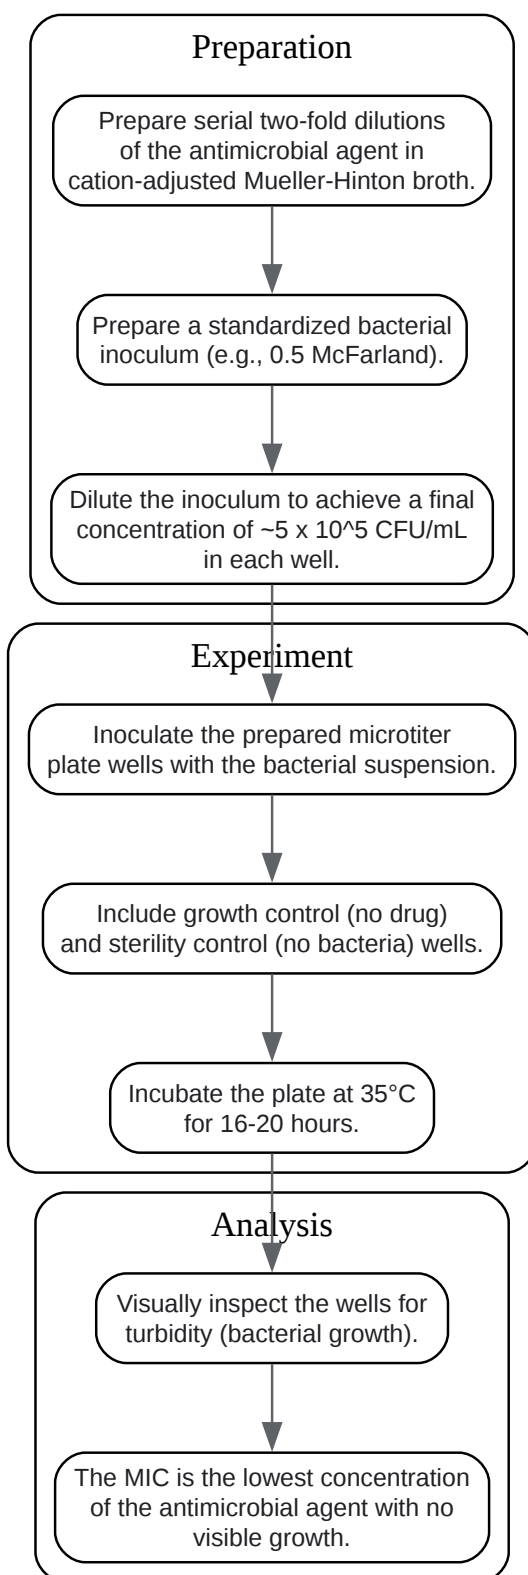 Preparation
Prepare serial two-fold dilutions
of the antimicrobial agent in
cation-adjusted Mueller-Hinton broth.
Prepare a standardized bacterial
inoculum (e.g., 0.5 McFarland).
Dilute the inoculum to achieve a final
concentration of ~5 x 10^5 CFU/mL
in each well.
Experiment
Inoculate the prepared microtiter
plate wells with the bacterial suspension.
Include growth control (no drug)
and sterility control (no bacteria) wells.
Incubate the plate at 35°C
for 16-20 hours.
Analysis
Visually inspect the wells for
turbidity (bacterial growth).
The MIC is the lowest concentration
of the antimicrobial agent with no
visible growth.